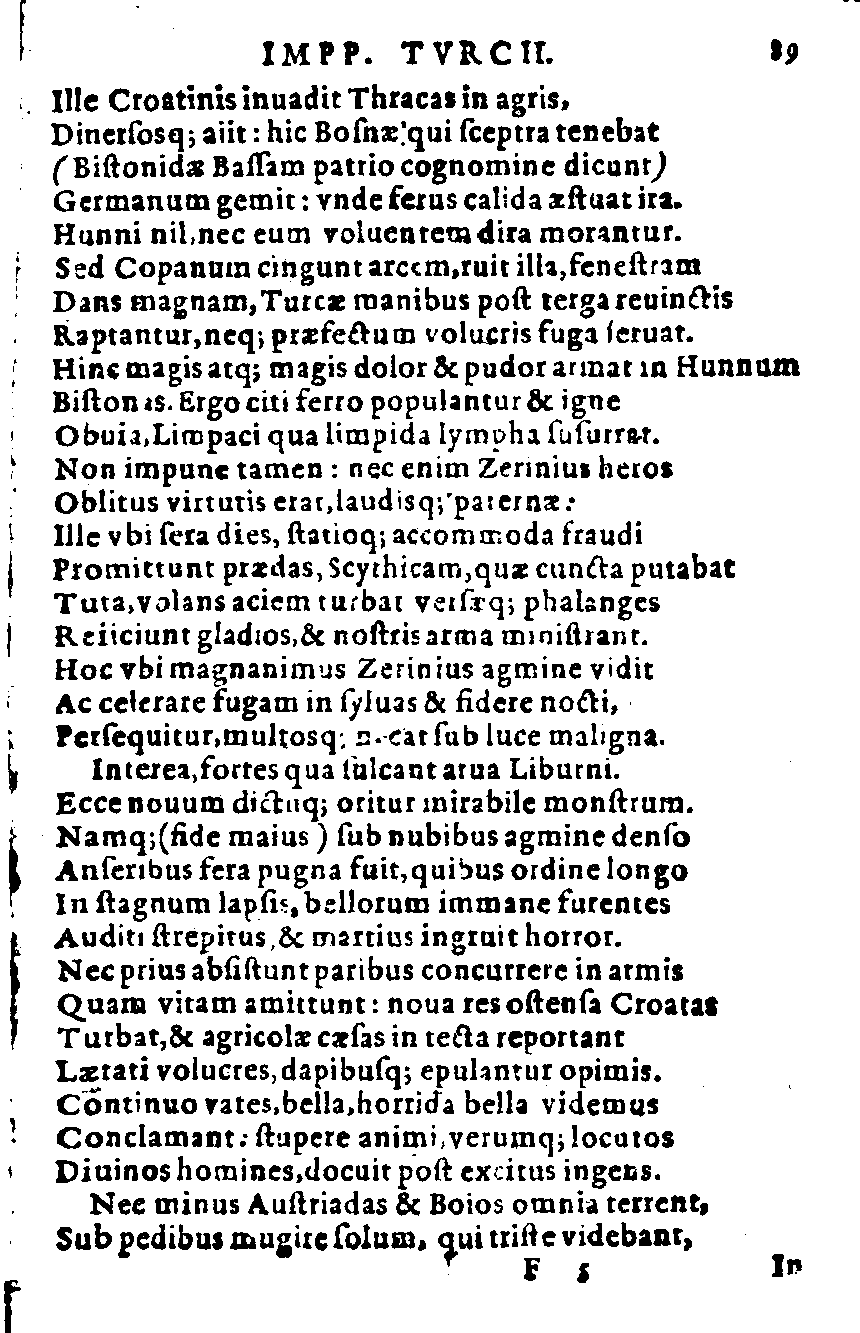 IMPP. TVRCII. 89
Ille Croatinis inuadit Thracas in agris,
Dinerſosq; aiit : hic Boſnæ qui ſceptra tenebat
(Biſtonidæ Baſſam patrio cognomine dicunt)
Germanum gemit : vnde ferus calida æſtuat ira.
Hunni nil, nec eum voluentem dira morantur.
Sed Copanum cingunt arcem, ruit illa, feneſtram
Dans magnam, Turcæ manibus poſt terga reuinctis
Raptantur, neq; præfectum volucris fuga ſeruat.
Hinc magis atq; magis dolor & pudor armat in Hunnum
Biſtonas. Ergo citi ferro populantur & igne
Obuia, Limpaci qua limpida lympha ſuſurrat.
Non impune tamen : nec enim Zerinius heros
Oblitus virtutis erat, laudisq; paternæ:
Ille vbi ſera dies, ſtatioq; accommoda fraudi
Promittunt prædas, Scythicam, quæ cuncta putabat
Tuta, volans aciem turbat verſæq; phalanges
Reiiciunt gladios, & noſtris arma miniſtrant.
Hoc vbi magnanimus Zerinius agmine vidit
Ac celerare fugam in ſyluas & fidere nocti,
Perſequitur, multosq; necat ſub luce maligna.
Interea, fortes qua ſulcant arua Liburni.
Ecce nouum dictuq; oritur mirabile monſtrum.
Namq; (fide maius) ſub nubibus agmine denſo
Anſeribus fera pugna fuit, quibus ordine longo
In ſtagnum lapſis, bellorum immane furentes
Auditi ſtrepitus, & martius ingruit horror.
Nec prius abſiſtunt paribus concurrere in armis
Quam vitam amittunt : noua res oſtenſa Croatas
Turbat, & agricolæ cæſas in tecta reportant
Lætati volucres, dapibuſq; epulantur opimis.
Continuo vates, bella, horrida bella videmus
Conclamant: ſtupere animi, verumq; locutos
Diuinos homines, docuit poſt exitus ingens.
Nec minus Auſtriadas & Boios omnia terrent,
Sub pedibus mugire ſolum, qui triſte videbant,
F 5 In